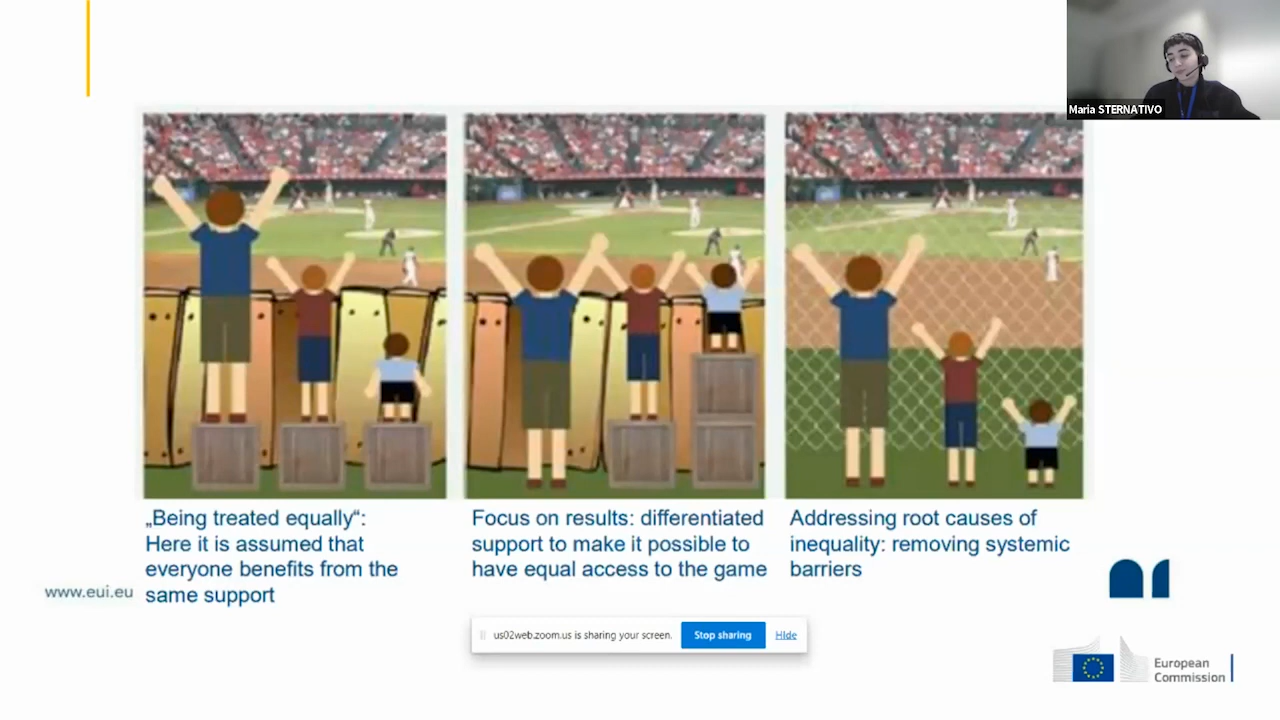 Maria STERNATIVO
„Being treated equally“:
Here it is assumed that
everyone benefits from the
same support
Focus on results: differentiated
support to make it possible to
have equal access to the game
Addressing root causes of
inequality: removing systemic
barriers
www.eui.eu
us02web.zoom.us is sharing your screen.
Stop sharing
Hide
European
Commission